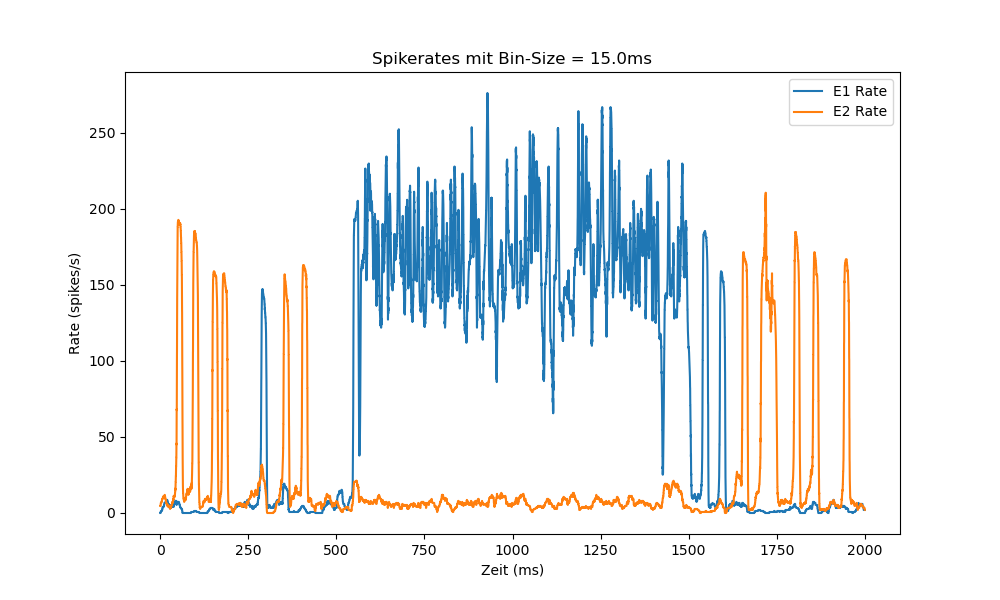 Spikerates mit Bin-Size = 15.0ms
E1 Rate
E2 Rate
250
200
150
100
50
0
Rate (spikes/s)
0 250 500 750 1000 1250 1500 1750 2000
Zeit (ms)